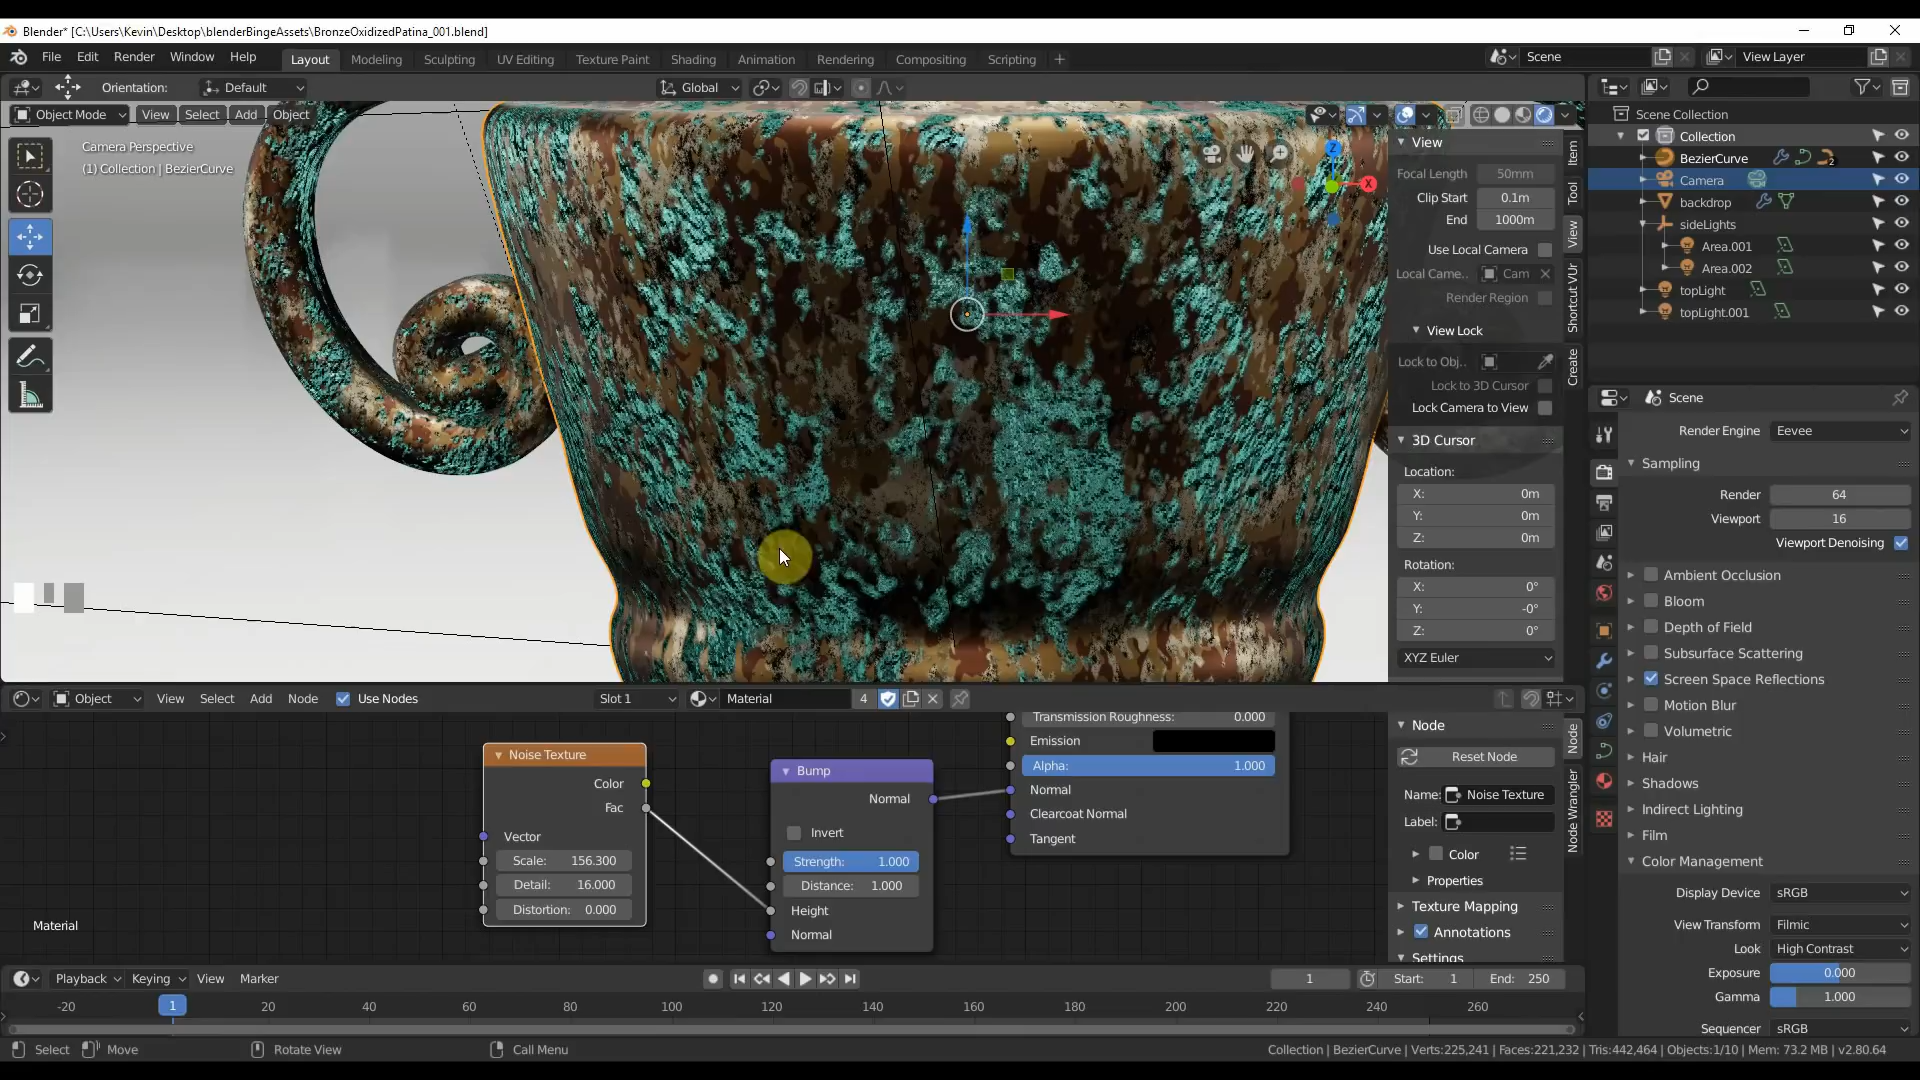 Blender* [C:\Users\Kevin\Desktop\blenderBingeAssets\BronzeOxidizedPatina_001.blend]
File Edit Render Window Help Layout Modeling Sculpting UV Editing Texture Paint Shading Animation Rendering Compositing Scripting + Scene View Layer
Orientation: Default Global
Object Mode View Select Add Object
Camera Perspective
(1) Collection | BezierCurve
Z
X
View
Focal Length 50mm
Clip Start 0.1m
End 1000m
Use Local Camera
Local Came.. Cam
Render Region
View Lock
Lock to Obj..
Lock to 3D Cursor
Lock Camera to View
3D Cursor
Location:
X: 0m
Y: 0m
Z: 0m
Rotation:
X: 0°
Y: -0°
Z: 0°
XYZ Euler
Item
Tool
View
Shortcut VUr
Create
Scene Collection
Collection
BezierCurve 2
Camera
backdrop
sideLights
Area.001
Area.002
topLight
topLight.001
Scene
Render Engine Eevee
Sampling
Render 64
Viewport 16
Viewport Denoising
Ambient Occlusion
Bloom
Depth of Field
Subsurface Scattering
Screen Space Reflections
Motion Blur
Volumetric
Hair
Shadows
Indirect Lighting
Film
Color Management
Display Device sRGB
View Transform Filmic
Look High Contrast
Exposure 0.000
Gamma 1.000
Sequencer sRGB
Object View Select Add Node Use Nodes Slot 1 Material 4
Noise Texture
Color
Fac
Vector
Scale: 156.300
Detail: 16.000
Distortion: 0.000
Bump
Normal
Invert
Strength: 1.000
Distance: 1.000
Height
Normal
Transmission Roughness: 0.000
Emission
Alpha: 1.000
Normal
Clearcoat Normal
Tangent
Material
Node
Reset Node
Name: Noise Texture
Label:
Color
Properties
Texture Mapping
Annotations
Settings
Node
Node Wrangler
Playback Keying View Marker 1 Start: 1 End: 250
-20 1 20 40 60 80 100 120 140 160 180 200 220 240 260
Select Move Rotate View Call Menu Collection | BezierCurve | Verts:225,241 | Faces:221,232 | Tris:442,464 | Objects:1/10 | Mem: 73.2 MB | v2.80.64